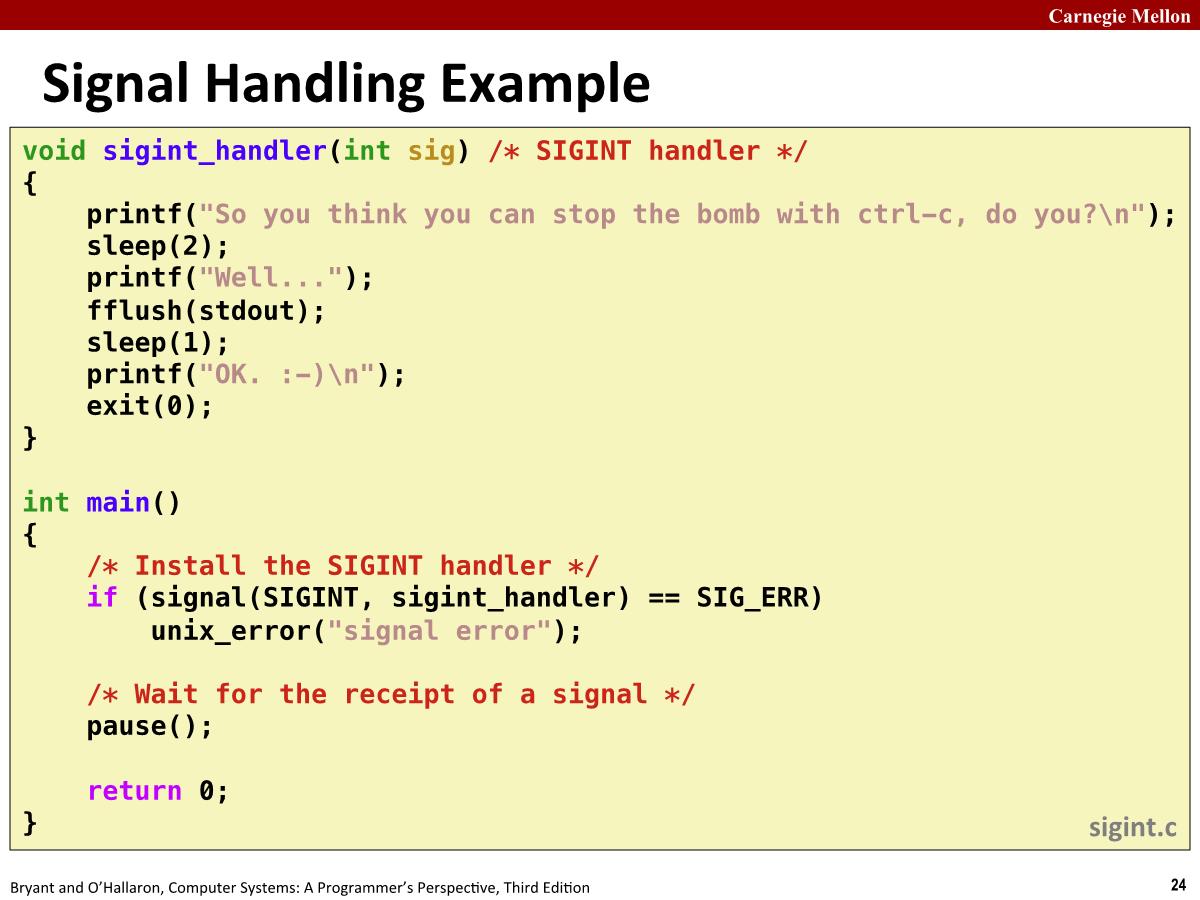 Carnegie Mellon
Signal Handling Example
void sigint_handler(int sig) /* SIGINT handler */
{
    printf("So you think you can stop the bomb with ctrl-c, do you?\n");
    sleep(2);
    printf("Well...");
    fflush(stdout);
    sleep(1);
    printf("OK. :-)\n");
    exit(0);
}

int main()
{
    /* Install the SIGINT handler */
    if (signal(SIGINT, sigint_handler) == SIG_ERR)
        unix_error("signal error");

    /* Wait for the receipt of a signal */
    pause();

    return 0;
}
sigint.c
Bryant and O’Hallaron, Computer Systems: A Programmer’s Perspective, Third Edition
24